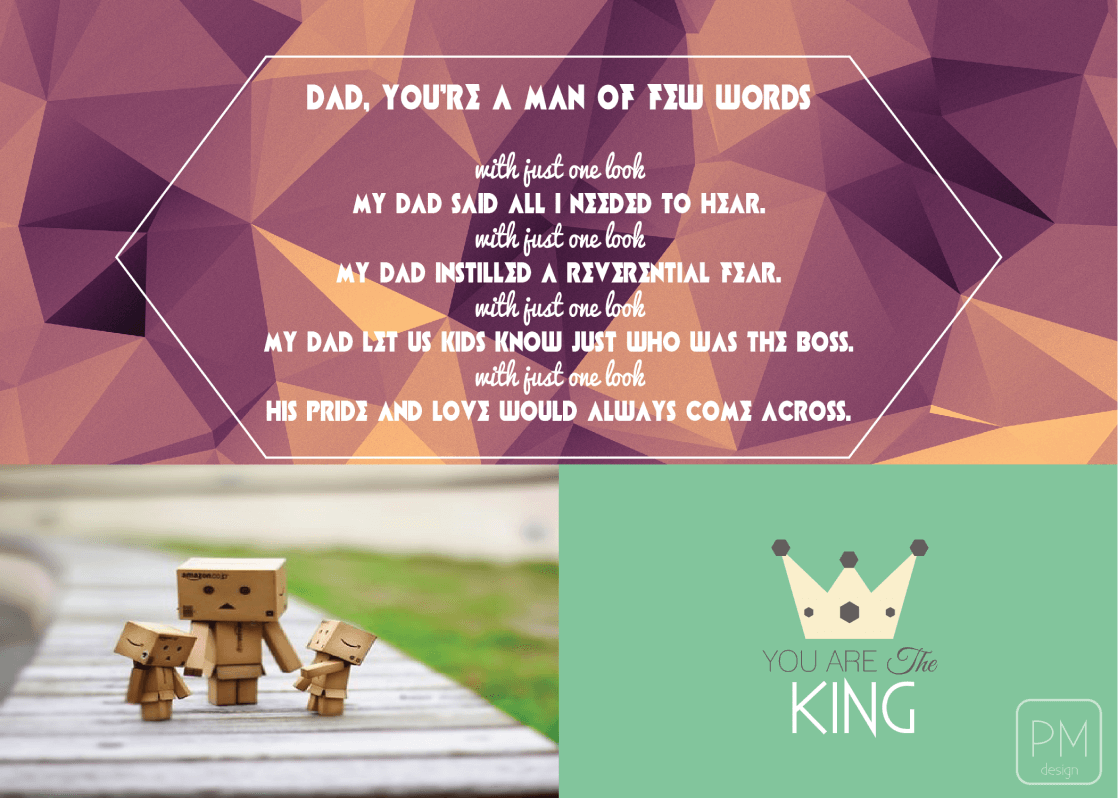 DAD, YOU'RE A MAN OF FEW WORDS
with just one look
MY DAD SAID ALL I NEEDED TO HEAR.
with just one look
MY DAD INSTILLED A REVERENTIAL FEAR.
with just one look
MY DAD LET US KIDS KNOW JUST WHO WAS THE BOSS.
with just one look
HIS PRIDE AND LOVE WOULD ALWAYS COME ACROSS.
amazon.co.jp
YOU ARE The
KING
PM
design